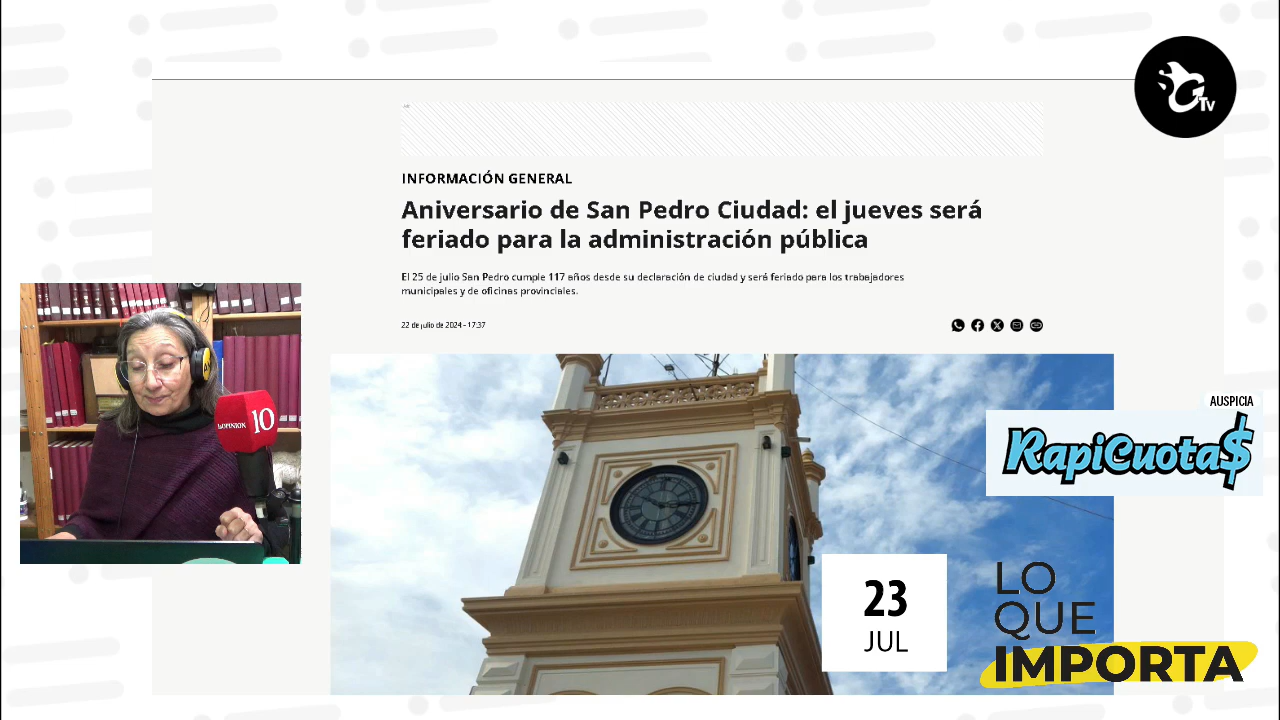 GTV
INFORMACIÓN GENERAL
Aniversario de San Pedro Ciudad: el jueves será
feriado para la administración pública
El 25 de julio San Pedro cumple 117 años desde su declaración de ciudad y será feriado para los trabajadores
municipales y de oficinas provinciales.
22 de julio de 2024 - 17:37
LAOPINION 10
AUSPICIA
RapiCuota$
23
JUL
LO
QUE
IMPORTA